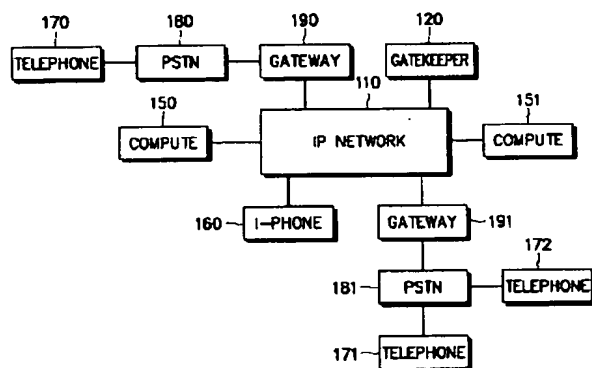 170 180 190 120
TELEPHONE PSTN GATEWAY GATEKEEPER
110
150 151
COMPUTE IP NETWORK COMPUTE
160 I-PHONE GATEWAY 191
172
181 PSTN TELEPHONE
171 TELEPHONE